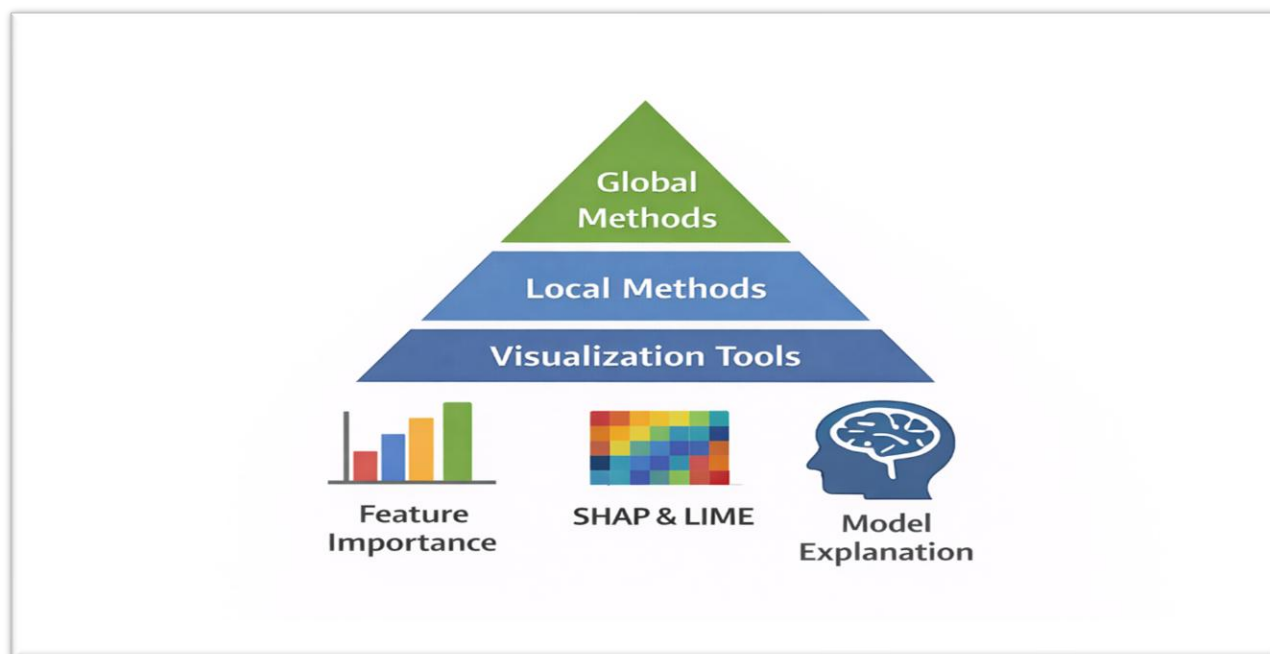 Global
Methods
Local Methods
Visualization Tools
Feature
Importance
SHAP & LIME
Model
Explanation